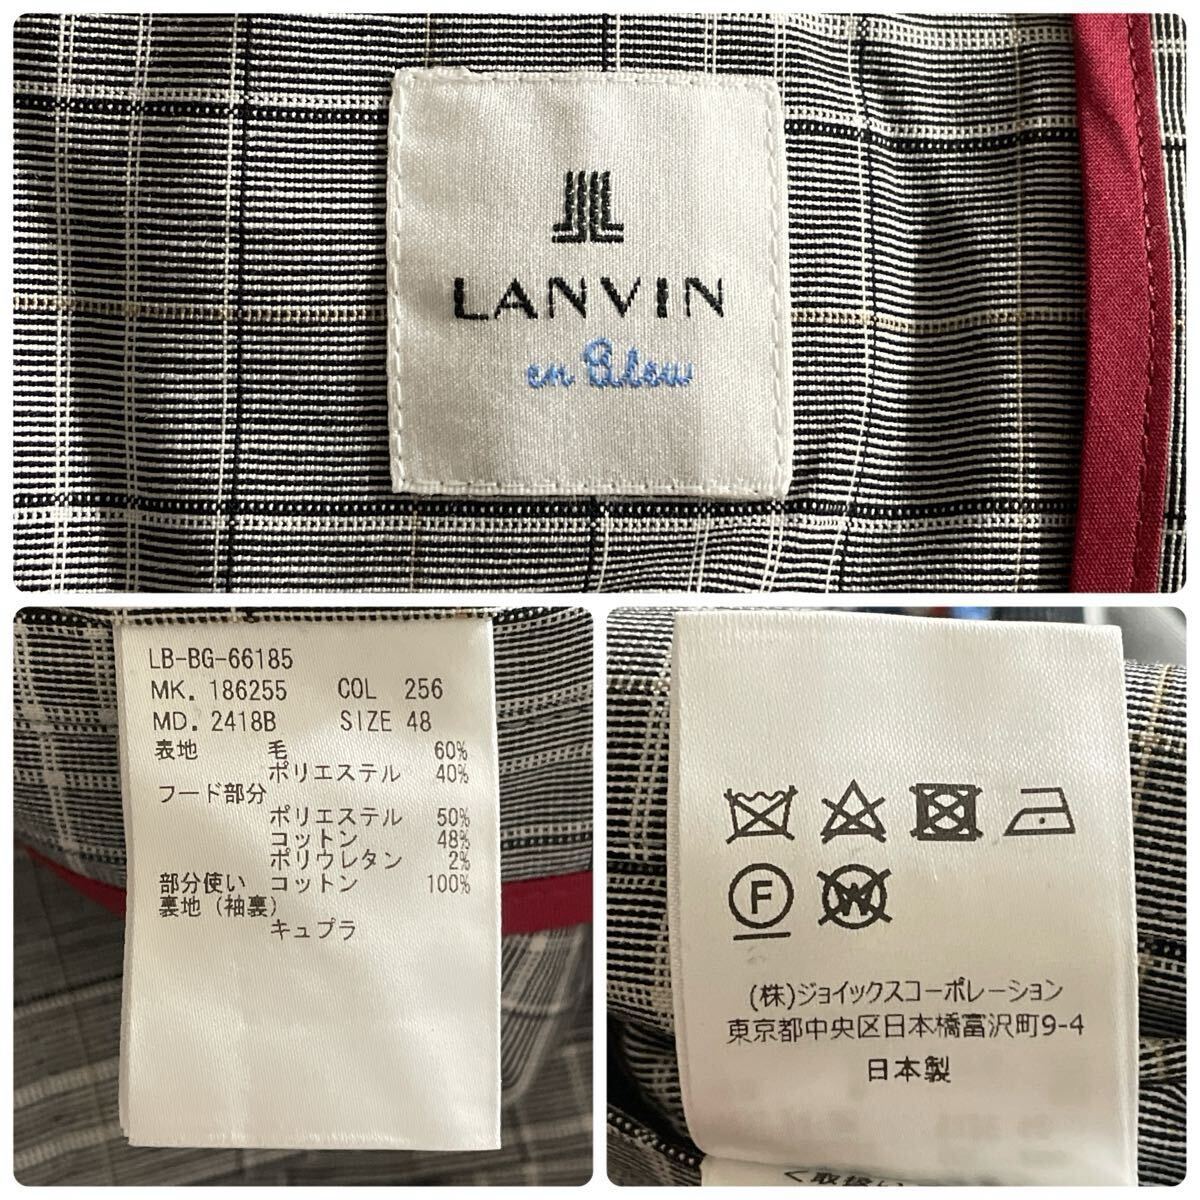 LANVIN
en Bleu
LB-BG-66185
MK. 186255 COL 256
MD. 2418B SIZE 48
表地 毛 60%
ポリエステル 40%
フード部分
ポリエステル 50%
コットン 48%
ポリウレタン 2%
部分使い コットン 100%
裏地(袖裏)
キュプラ
F W
(株)ジョイックスコーポレーション
東京都中央区日本橋富沢町9-4
日本製